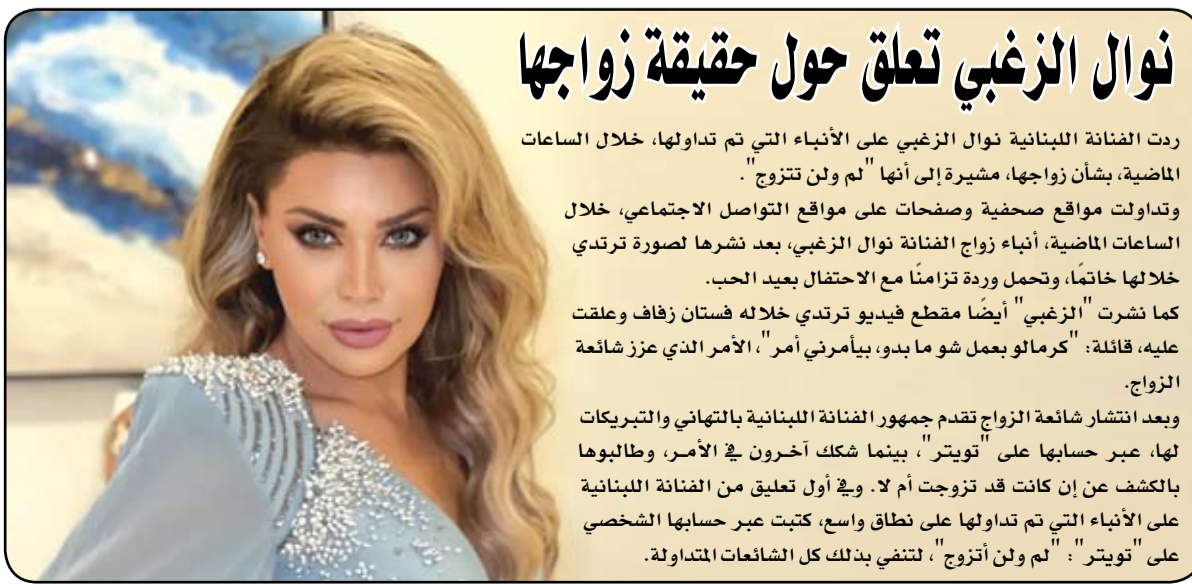 نوال الزغبي تعلق حول حقيقة زواجها
ردت الفنانة اللبنانية نوال الزغبي على الأنباء التي تم تداولها، خلال الساعات
الماضية، بشأن زواجها، مشيرة إلى أنها "لم ولن تتزوج".
وتداولت مواقع صحفية وصفحات على مواقع التواصل الاجتماعي، خلال
الساعات الماضية، أنباء زواج الفنانة نوال الزغبي، بعد نشرها لصورة ترتدي
خلالها خاتمًا، وتحمل وردة تزامنًا مع الاحتفال بعيد الحب.
كما نشرت "الزغبي" أيضًا مقطع فيديو ترتدي خلاله فستان زفاف وعلقت
عليه، قائلة: "كرمالو بعمل شو ما بدو، بيأمرني أمر"، الأمر الذي عزز شائعة
الزواج.
وبعد انتشار شائعة الزواج تقدم جمهور الفنانة اللبنانية بالتهاني والتبريكات
لها، عبر حسابها على "تويتر"، بينما شكك آخرون في الأمر، وطالبوها
بالكشف عن إن كانت قد تزوجت أم لا. وفي أول تعليق من الفنانة اللبنانية
على الأنباء التي تم تداولها على نطاق واسع، كتبت عبر حسابها الشخصي
على "تويتر": "لم ولن أتزوج"، لتنفي بذلك كل الشائعات المتداولة.